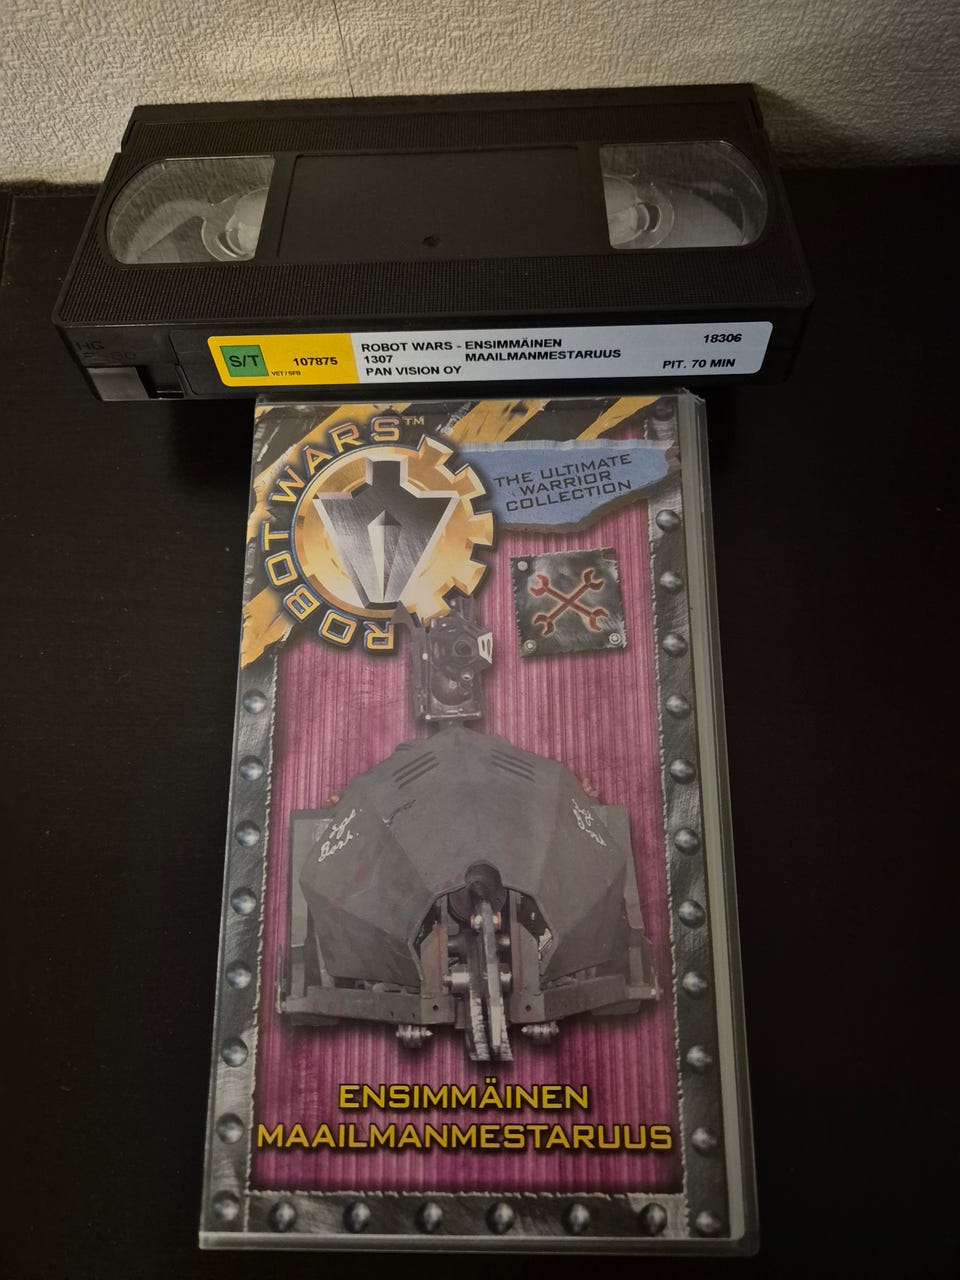 S/T
107875
VET / SFB
ROBOT WARS - ENSIMMÄINEN
1307 MAAILMANMESTARUUS
PAN VISION OY
18306
PIT. 70 MIN
ROBOT WARS™
THE ULTIMATE
WARRIOR
COLLECTION
ENSIMMÄINEN
MAAILMANMESTARUUS